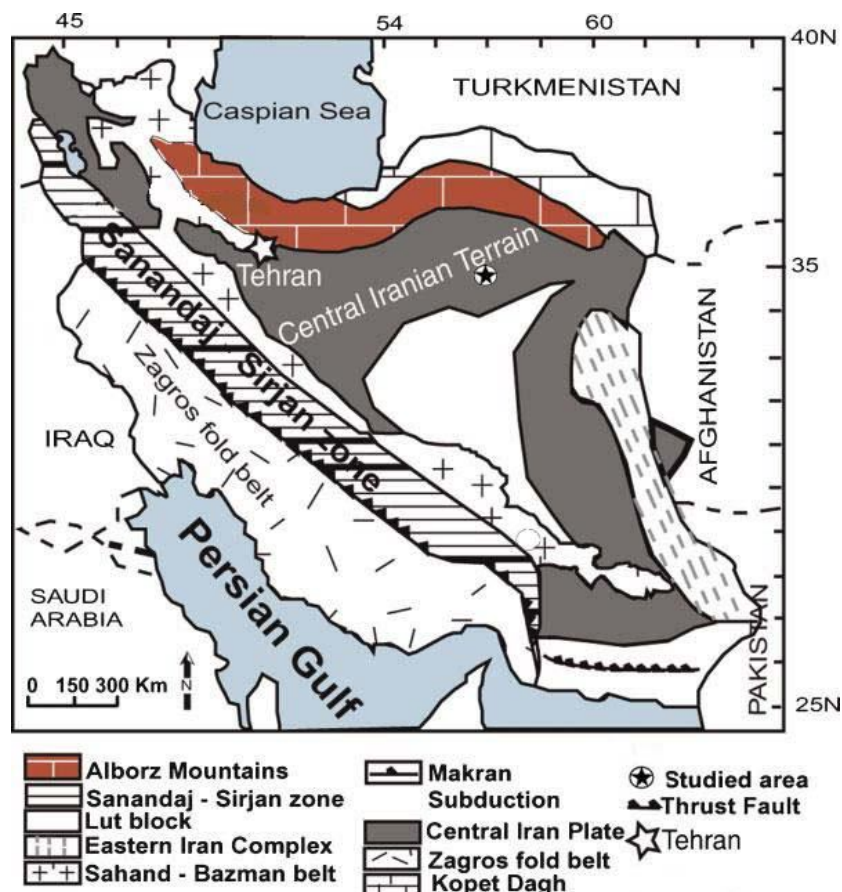 45 54 60
40N
TURKMENISTAN
Caspian Sea
Central Iranian Terrain
Tehran
35
Sanandaj - Sirjan zone
AFGHANISTAN
Zagros fold belt
IRAQ
Persian Gulf
SAUDI
ARABIA
PAKISTAN
0 150 300 Km
N
25N
Alborz Mountains
Sanandaj - Sirjan zone
Lut block
Eastern Iran Complex
Sahand - Bazman belt
Makran
Subduction
Central Iran Plate
Zagros fold belt
Kopet Dagh
Studied area
Thrust Fault
Tehran